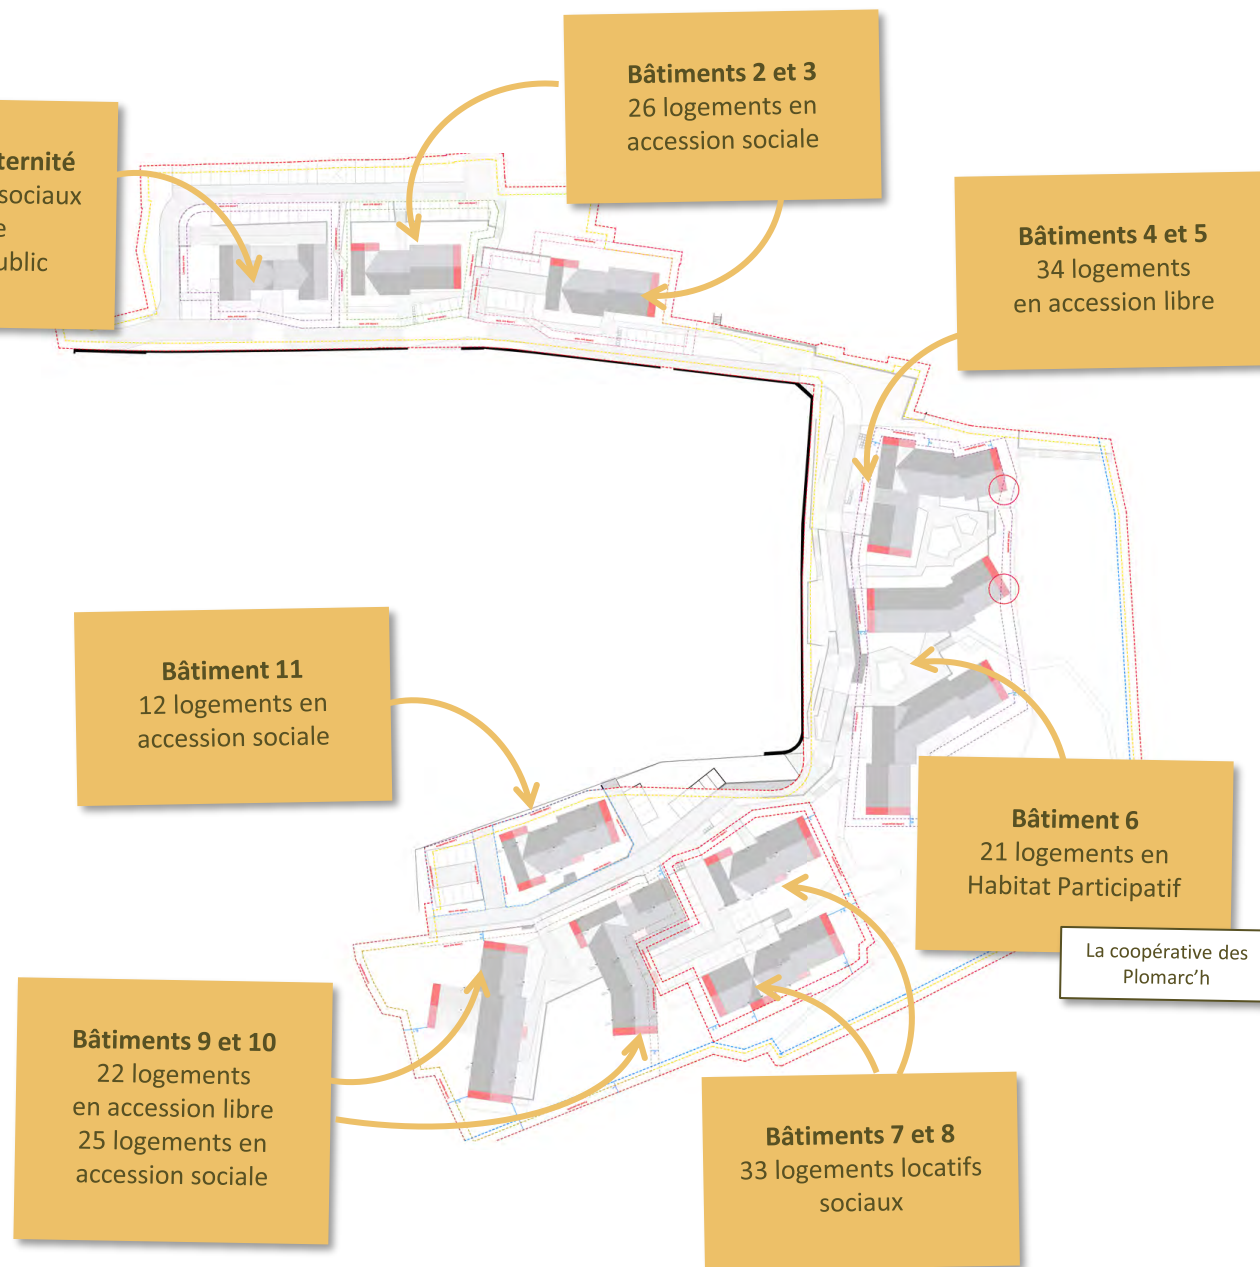 Bâtiments 2 et 3
26 logements en
accession sociale
sociaux
Bâtiments 4 et 5
34 logements
en accession libre
Bâtiment 11
12 logements en
accession sociale
Bâtiment 6
21 logements en
Habitat Participatif
La coopérative des
Plomarc’h
Bâtiments 9 et 10
22 logements
en accession libre
25 logements en
accession sociale
Bâtiments 7 et 8
33 logements locatifs
sociaux